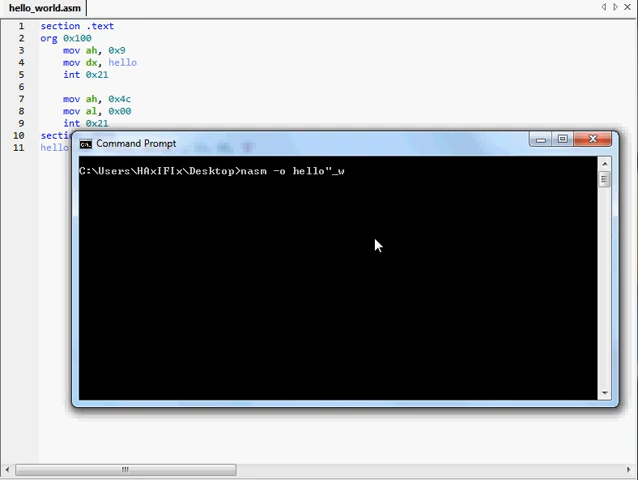 hello_world.asm
1 section .text
2 org 0x100
3 mov ah, 0x9
4 mov dx, hello
5 int 0x21
6
7 mov ah, 0x4c
8 mov al, 0x00
9 int 0x21
10 sectio
11 hello:
Command Prompt
C:\Users\HAxIFIx\Desktop>nasm -o hello"_w